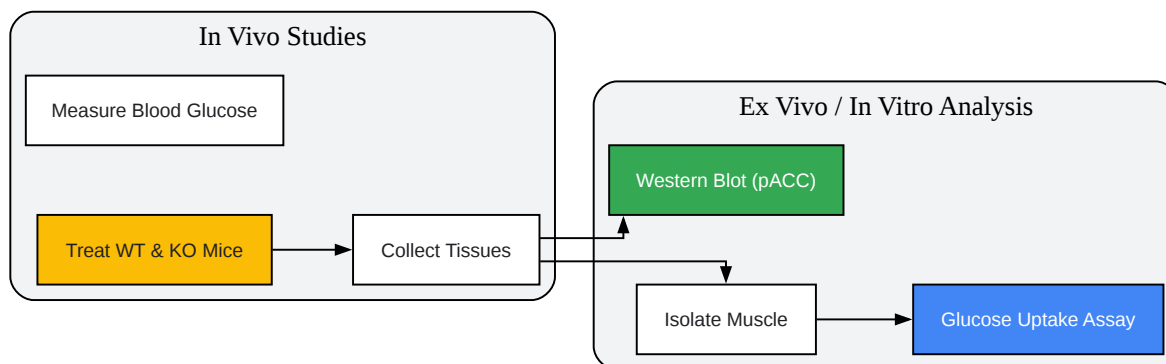 In Vivo Studies
Measure Blood Glucose
Treat WT & KO Mice
Collect Tissues
Ex Vivo / In Vitro Analysis
Western Blot (pACC)
Isolate Muscle
Glucose Uptake Assay